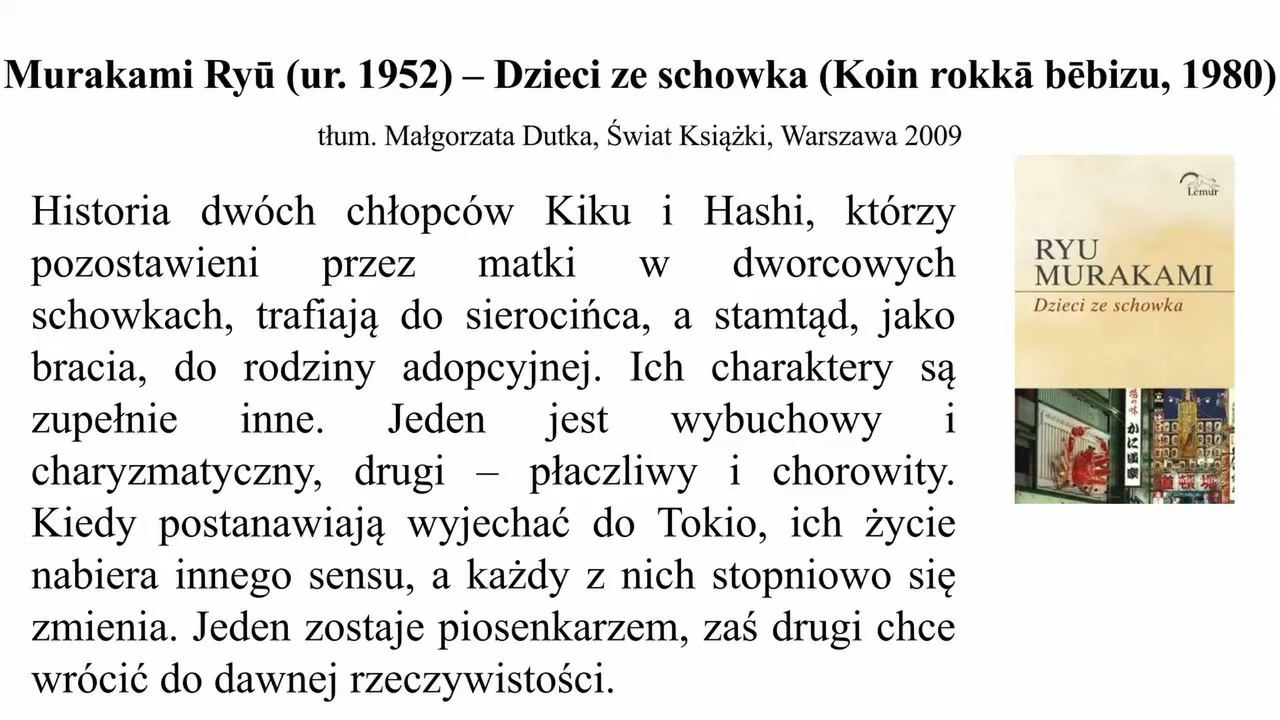 Murakami Ryū (ur. 1952) – Dzieci ze schowka (Koin rokkā bēbizu, 1980)
tłum. Małgorzata Dutka, Świat Książki, Warszawa 2009
Historia dwóch chłopców Kiku i Hashi, którzy
pozostawieni przez matki w dworcowych
schowkach, trafiają do sierocińca, a stamtąd, jako
bracia, do rodziny adopcyjnej. Ich charaktery są
zupełnie inne. Jeden jest wybuchowy i
charyzmatyczny, drugi – płaczliwy i chorowity.
Kiedy postanawiają wyjechać do Tokio, ich życie
nabiera innego sensu, a każdy z nich stopniowo się
zmienia. Jeden zostaje piosenkarzem, zaś drugi chce
wrócić do dawnej rzeczywistości.
Lemur
RYU
MURAKAMI
Dzieci ze schowka
かに道楽